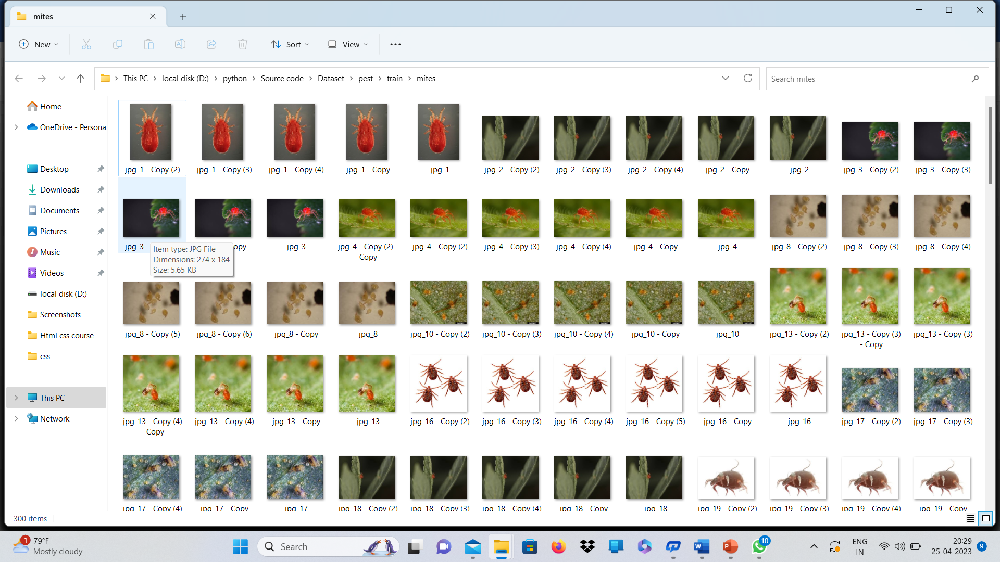 mites
New
Sort
View
This PC
local disk (D:)
python
Source code
Dataset
pest
train
mites
Search mites
Home
OneDrive - Persona
Desktop
Downloads
Documents
Pictures
Music
Videos
local disk (D:)
Screenshots
Html css course
css
This PC
Network
jpg_1 - Copy (2)
jpg_1 - Copy (3)
jpg_1 - Copy (4)
jpg_1 - Copy
jpg_1
jpg_2 - Copy (2)
jpg_2 - Copy (3)
jpg_2 - Copy (4)
jpg_2 - Copy
jpg_2
jpg_3 - Copy (2)
jpg_3 - Copy (3)
jpg_3 -
opy
jpg_3
jpg_4 - Copy (2) -
Copy
jpg_4 - Copy (2)
jpg_4 - Copy (3)
jpg_4 - Copy (4)
jpg_4 - Copy
jpg_4
jpg_8 - Copy (2)
jpg_8 - Copy (3)
jpg_8 - Copy (4)
Item type: JPG File
Dimensions: 274 x 184
Size: 5.65 KB
jpg_8 - Copy (5)
jpg_8 - Copy (6)
jpg_8 - Copy
jpg_8
jpg_10 - Copy (2)
jpg_10 - Copy (3)
jpg_10 - Copy (4)
jpg_10 - Copy
jpg_10
jpg_13 - Copy (2)
jpg_13 - Copy (3)
- Copy
jpg_13 - Copy (3)
jpg_13 - Copy (4)
- Copy
jpg_13 - Copy (4)
jpg_13 - Copy
jpg_13
jpg_16 - Copy (2)
jpg_16 - Copy (3)
jpg_16 - Copy (4)
jpg_16 - Copy (5)
jpg_16 - Copy
jpg_16
jpg_17 - Copy (2)
jpg_17 - Copy (3)
jpg_17 - Copy (4)
jpg_17 - Copy
jpg_17
jpg_18 - Copy (2)
jpg_18 - Copy (3)
jpg_18 - Copy (4)
jpg_18 - Copy
jpg_18
jpg_19 - Copy (2)
jpg_19 - Copy (3)
jpg_19 - Copy (4)
jpg_19 - Copy
300 items
1
79°F
Mostly cloudy
Search
10
ENG
IN
20:29
25-04-2023
9